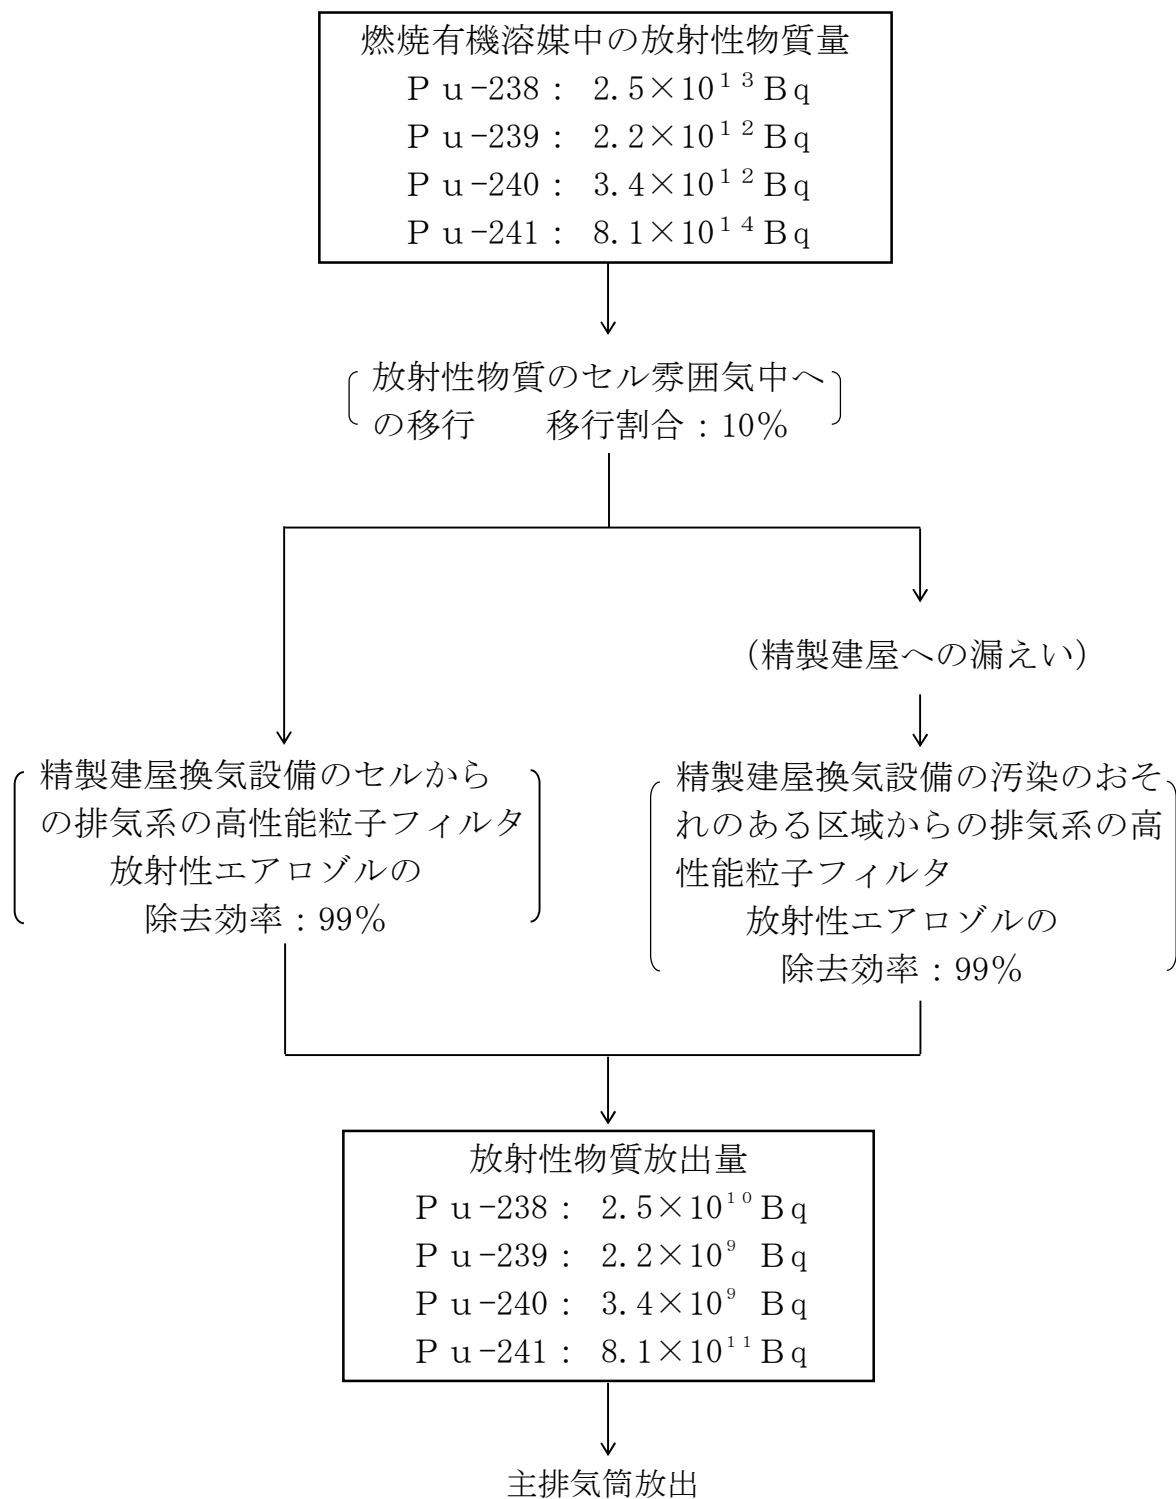 燃焼有機溶媒中の放射性物質量
Ｐｕ-238： 2.5×10¹³Ｂq
Ｐｕ-239： 2.2×10¹²Ｂq
Ｐｕ-240： 3.4×10¹²Ｂq
Ｐｕ-241： 8.1×10¹⁴Ｂq
放射性物質のセル雰囲気中へ
の移行　　移行割合：10％
（精製建屋への漏えい）
精製建屋換気設備のセルから
の排気系の高性能粒子フィルタ
放射性エアロゾルの
除去効率：99％
精製建屋換気設備の汚染のおそ
れのある区域からの排気系の高
性能粒子フィルタ
放射性エアロゾルの
除去効率：99％
放射性物質放出量
Ｐｕ-238： 2.5×10¹⁰Ｂq
Ｐｕ-239： 2.2×10⁹ Ｂq
Ｐｕ-240： 3.4×10⁹ Ｂq
Ｐｕ-241： 8.1×10¹¹Ｂq
主排気筒放出